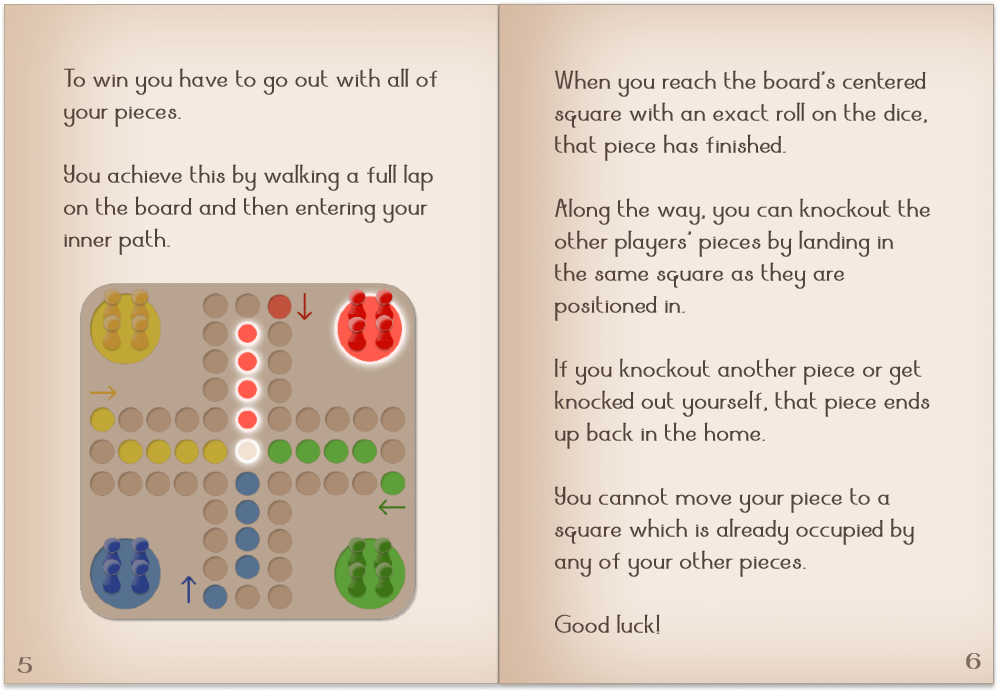 To win you have to go out with all of
your pieces.
You achieve this by walking a full lap
on the board and then entering your
inner path.
5
When you reach the board's centered
square with an exact roll on the dice,
that piece has finished.
Along the way, you can knockout the
other players' pieces by landing in
the same square as they are
positioned in.
If you knockout another piece or get
knocked out yourself, that piece ends
up back in the home.
You cannot move your piece to a
square which is already occupied by
any of your other pieces.
Good luck!
6